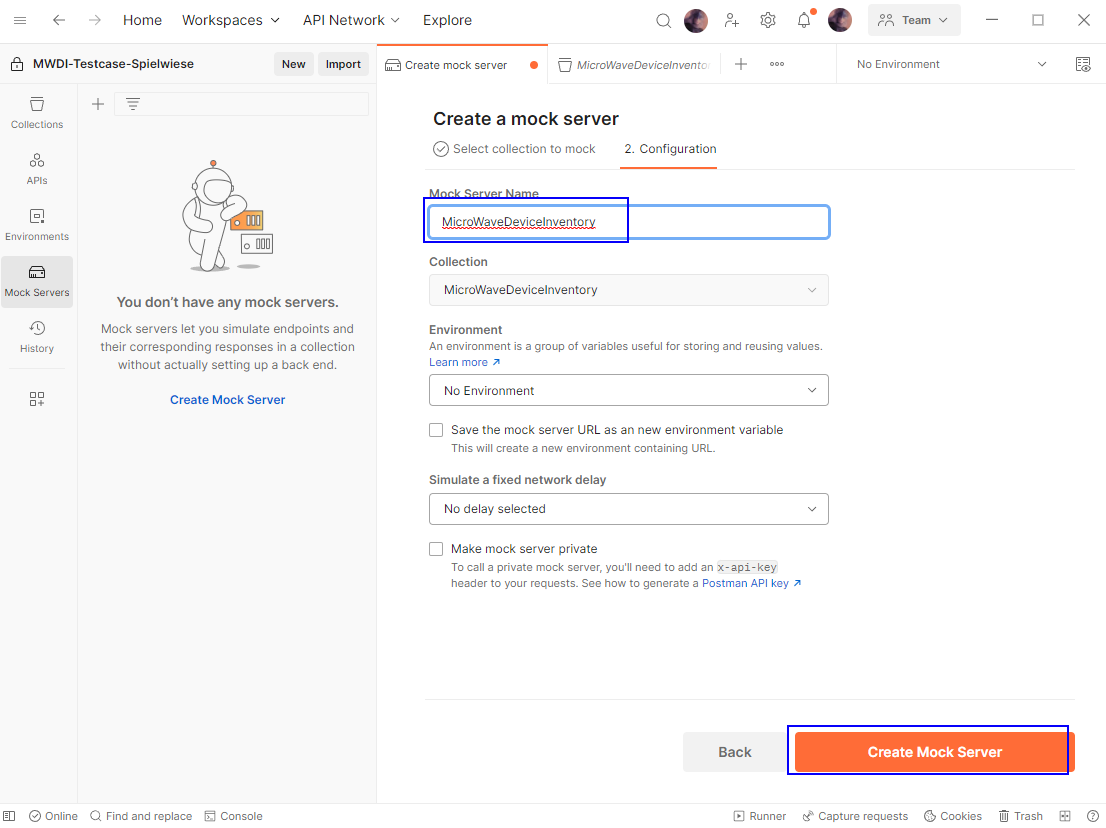 Home Workspaces API Network Explore Team
MWDI-Testcase-Spielwiese New Import Create mock server MicroWaveDeviceInvento No Environment
Collections
APIs
Environments
Mock Servers
History
You don't have any mock servers.
Mock servers let you simulate endpoints and
their corresponding responses in a collection
without actually setting up a back end.
Create Mock Server
Create a mock server
Select collection to mock 2. Configuration
Mock Server Name
MicroWaveDeviceInventory
Collection
MicroWaveDeviceInventory
Environment
An environment is a group of variables useful for storing and reusing values.
Learn more ↗
No Environment
Save the mock server URL as an new environment variable
This will create a new environment containing URL.
Simulate a fixed network delay
No delay selected
Make mock server private
To call a private mock server, you'll need to add an x-api-key
header to your requests. See how to generate a Postman API key ↗
Back Create Mock Server
Online Find and replace Console Runner Capture requests Cookies Trash